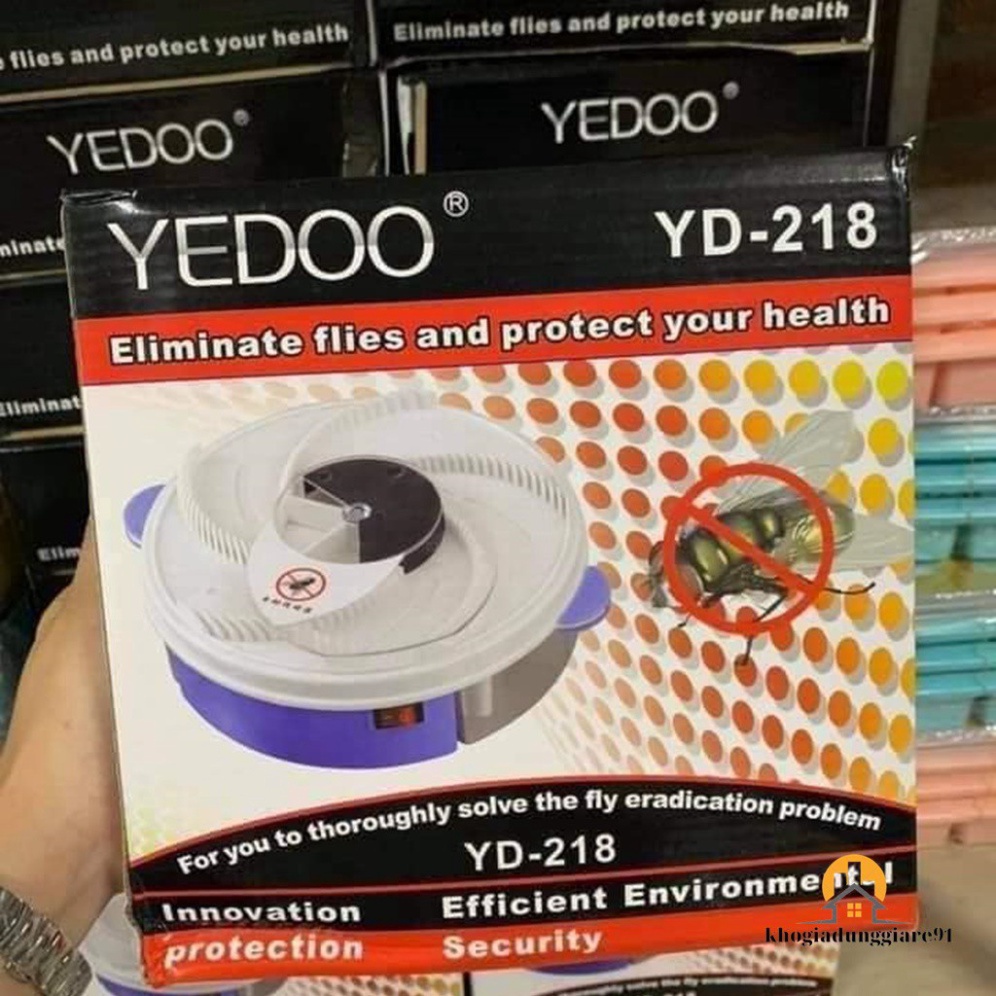 flies and protect your health
Eliminate flies and protect your health
YEDOO®
YEDOO®
YEDOO®
YD-218
Eliminate flies and protect your health
For you to thoroughly solve the fly eradication problem
YD-218
Innovation Efficient Environmental
protection Security
khogiadunggiare91